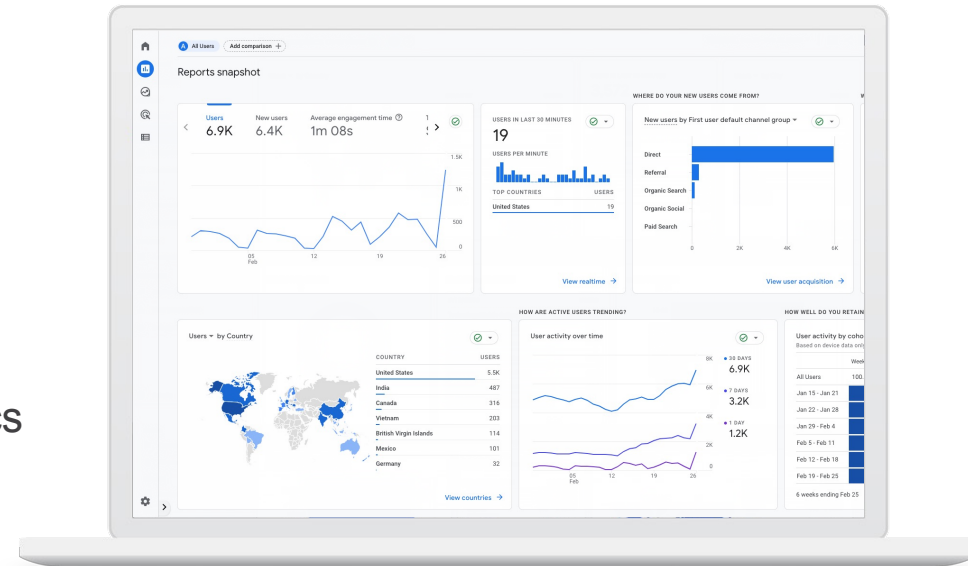 A All Users Add comparison +
Reports snapshot
Users New users Average engagement time
6.9K 6.4K 1m 08s
1.5K
1K
500
0
05 12 19 26
Feb
USERS IN LAST 30 MINUTES
19
USERS PER MINUTE
TOP COUNTRIES USERS
United States 19
View realtime →
WHERE DO YOUR NEW USERS COME FROM?
New users by First user default channel group
Direct
Referral
Organic Search
Organic Social
Paid Search
0 2K 4K 6K
View user acquisition →
Users by Country
COUNTRY USERS
United States 5.5K
India 487
Canada 316
Vietnam 203
British Virgin Islands 114
Mexico 101
Germany 32
View countries →
HOW ARE ACTIVE USERS TRENDING?
User activity over time
8K
6K
4K
2K
0
05 12 19 26
Feb
30 DAYS
6.9K
7 DAYS
3.2K
1 DAY
1.2K
HOW WELL DO YOU RETAIN
User activity by coho
Based on device data only
Week
All Users 100.
Jan 15 - Jan 21
Jan 22 - Jan 28
Jan 29 - Feb 4
Feb 5 - Feb 11
Feb 12 - Feb 18
Feb 19 - Feb 25
6 weeks ending Feb 25
cs